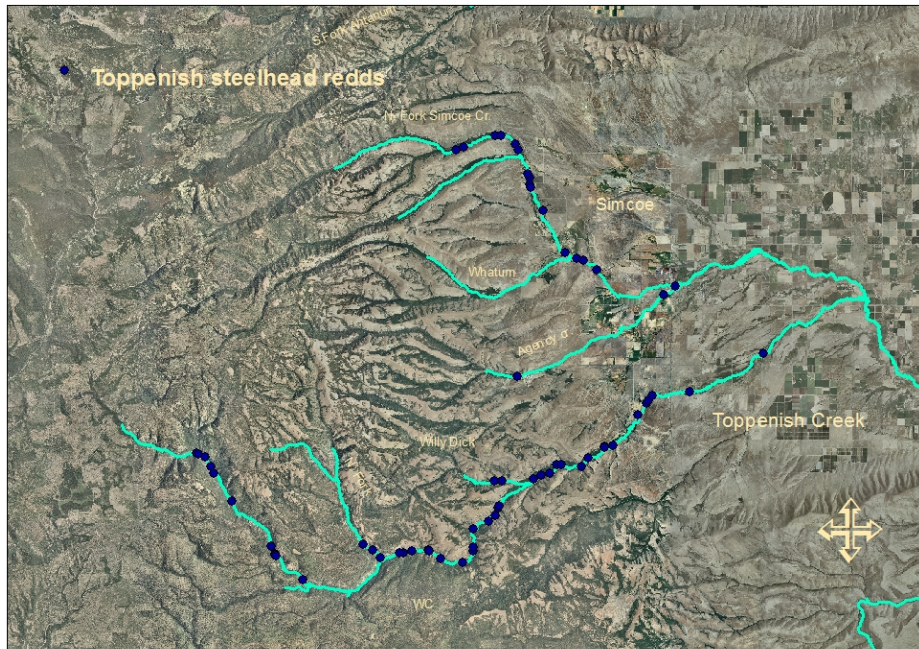 S Fork Ahtanum
Toppenish steelhead redds
N. Fork Simcoe Cr.
Simcoe
Whatum
Agency cr
Toppenish Creek
Willy Dick
WC